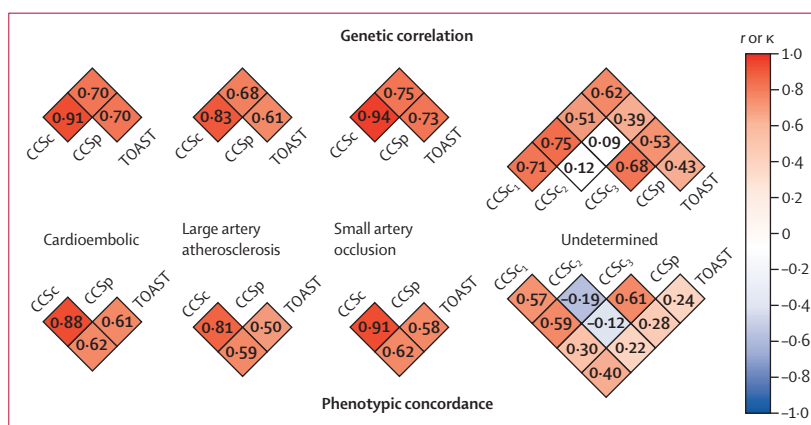 Genetic correlation
r or κ
0·70
0·91 0·70
CCSc CCSp TOAST
0·68
0·83 0·61
CCSc CCSp TOAST
0·75
0·94 0·73
CCSc CCSp TOAST
0·62
0·51 0·39
0·75 0·09 0·53
0·71 0·12 0·68 0·43
CCSc1 CCSc2 CCSc3 CCSp TOAST
Cardioembolic
Large artery
atherosclerosis
Small artery
occlusion
Undetermined
CCSc CCSp TOAST
0·88 0·61
0·62
CCSc CCSp TOAST
0·81 0·50
0·59
CCSc CCSp TOAST
0·91 0·58
0·62
CCSc1 CCSc2 CCSc3 CCSp TOAST
0·57 –0·19 0·61 0·24
0·59 –0·12 0·28
0·30 0·22
0·40
Phenotypic concordance
1·0
0·8
0·6
0·4
0·2
0
–0·2
–0·4
–0·6
–0·8
–1·0